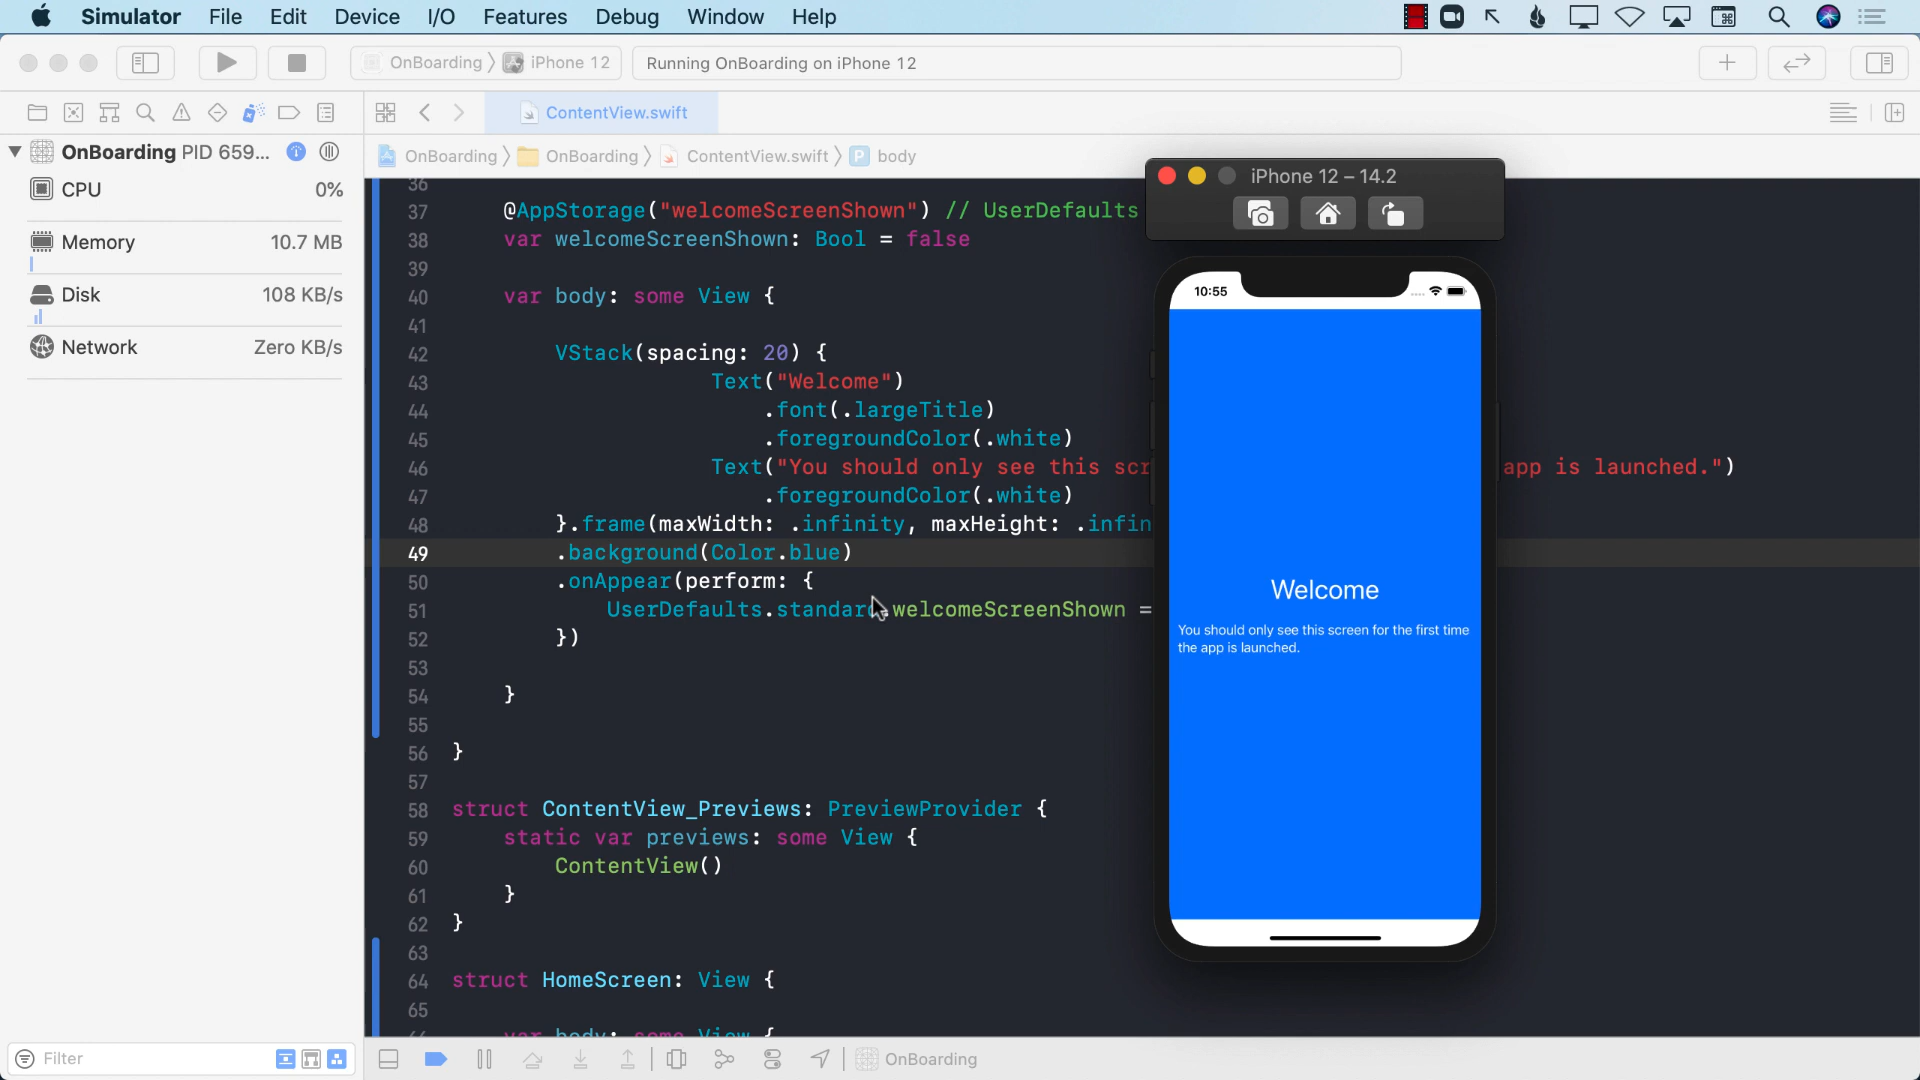 Simulator File Edit Device I/O Features Debug Window Help
OnBoarding iPhone 12 Running OnBoarding on iPhone 12
ContentView.swift
OnBoarding PID 659...
CPU 0%
Memory 10.7 MB
Disk 108 KB/s
Network Zero KB/s
Filter
OnBoarding OnBoarding ContentView.swift P body
36
37 @AppStorage("welcomeScreenShown") // UserDefaults
38 var welcomeScreenShown: Bool = false
39
40 var body: some View {
41
42 VStack(spacing: 20) {
43 Text("Welcome")
44 .font(.largeTitle)
45 .foregroundColor(.white)
46 Text("You should only see this scr app is launched.")
47 .foregroundColor(.white)
48 }.frame(maxWidth: .infinity, maxHeight: .infin
49 .background(Color.blue)
50 .onAppear(perform: {
51 UserDefaults.standard.welcomeScreenShown =
52 })
53
54 }
55
56 }
57
58 struct ContentView_Previews: PreviewProvider {
59 static var previews: some View {
60 ContentView()
61 }
62 }
63
64 struct HomeScreen: View {
65
var body: some View {
OnBoarding
iPhone 12 – 14.2
10:55
Welcome
You should only see this screen for the first time
the app is launched.